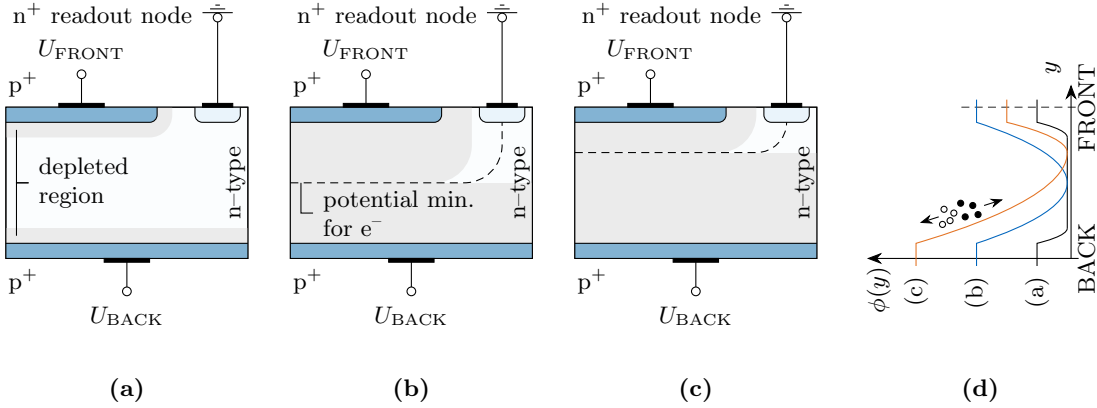 n⁺ readout node
U_FRONT
p⁺
depleted
region
n–type
p⁺
U_BACK
(a)
n⁺ readout node
U_FRONT
p⁺
potential min.
for e⁻
n–type
p⁺
U_BACK
(b)
n⁺ readout node
U_FRONT
p⁺
n–type
p⁺
U_BACK
(c)
y
FRONT
BACK
ϕ(y)
(c)
(b)
(a)
(d)